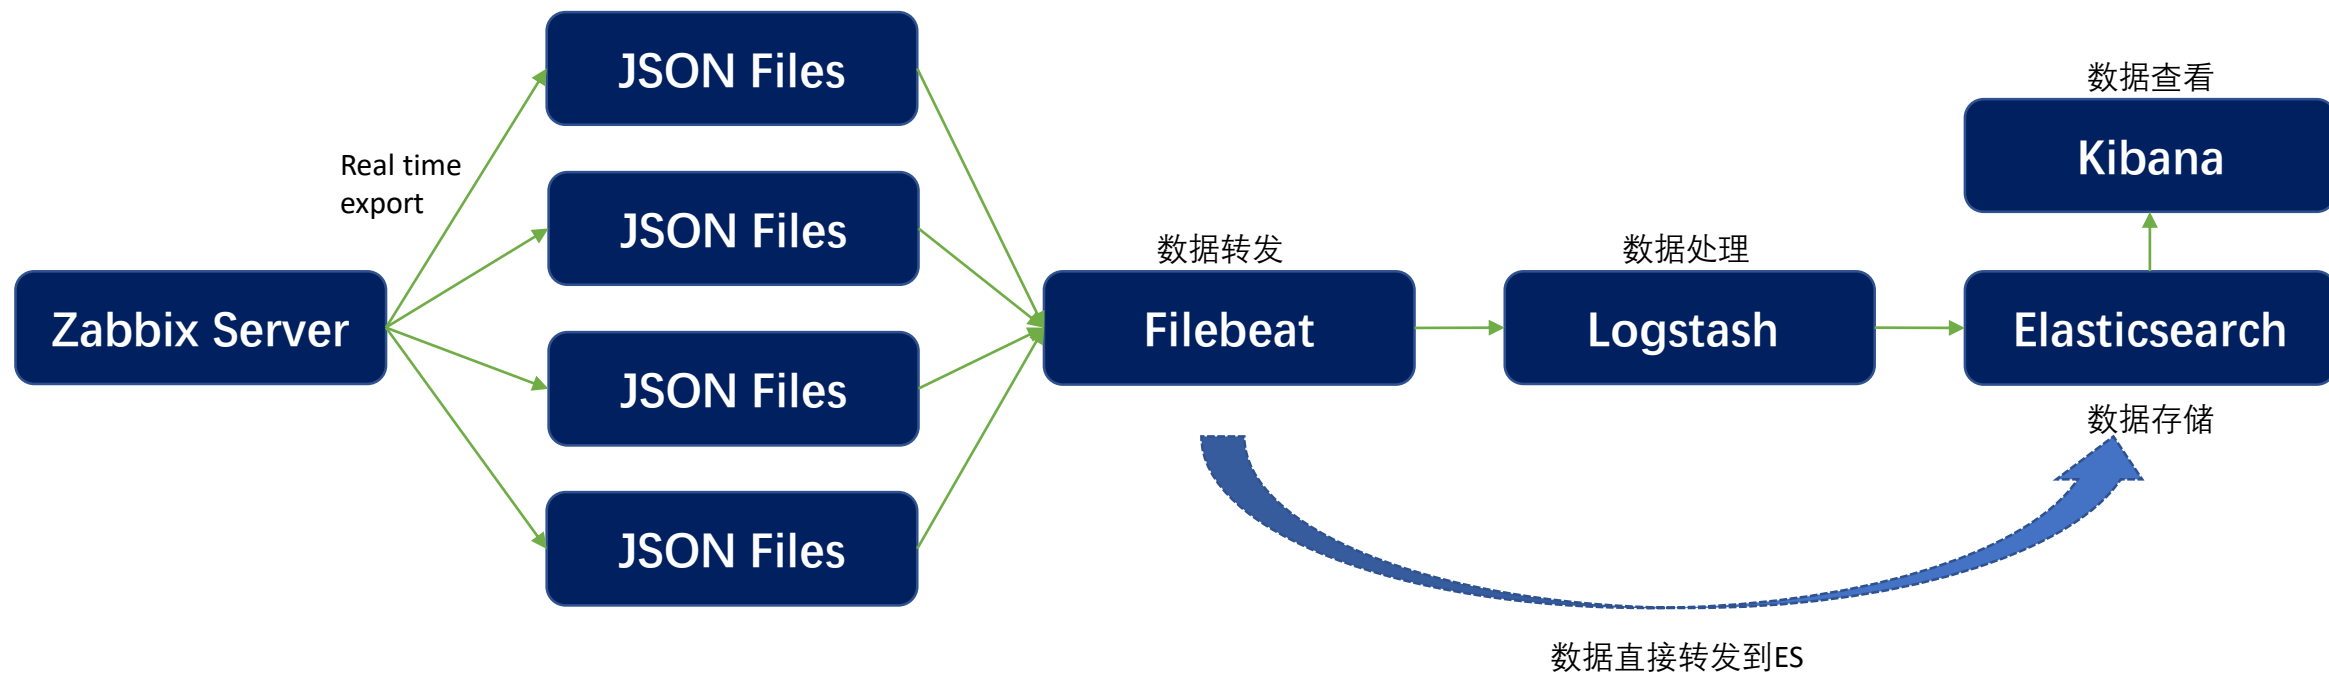 Real time
export
Zabbix Server
JSON Files
JSON Files
JSON Files
JSON Files
数据转发
Filebeat
数据处理
Logstash
数据查看
Kibana
Elasticsearch
数据存储
数据直接转发到ES